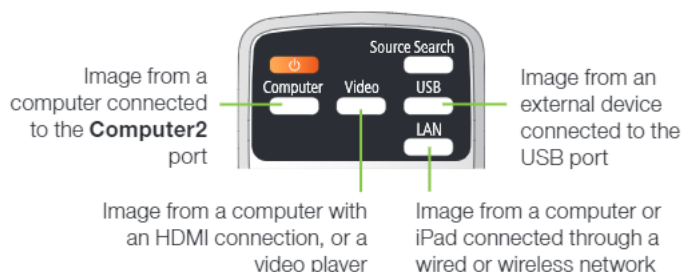 Source Search
Computer
Video
USB
LAN
Image from a
computer connected
to the Computer2
port
Image from an
external device
connected to the
USB port
Image from a computer with
an HDMI connection, or a
video player
Image from a computer or
iPad connected through a
wired or wireless network